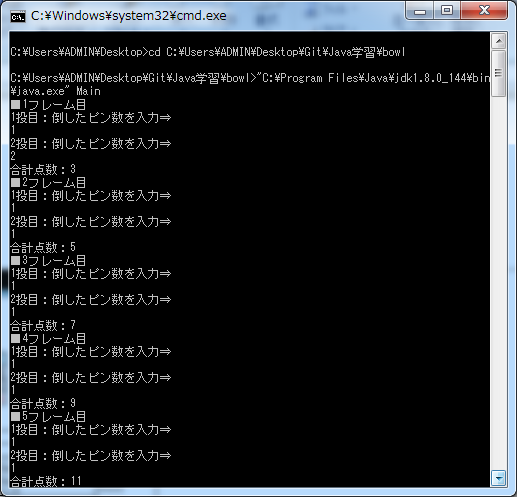 C:¥Windows¥system32¥cmd.exe
C:¥Users¥ADMIN¥Desktop>cd C:¥Users¥ADMIN¥Desktop¥Git¥Java学習¥bowl
C:¥Users¥ADMIN¥Desktop¥Git¥Java学習¥bowl>"C:¥Program Files¥Java¥jdk1.8.0_144¥bin
¥java.exe" Main
■1フレーム目
1投目：倒したピン数を入力⇒
1
2投目：倒したピン数を入力⇒
2
合計点数：3
■2フレーム目
1投目：倒したピン数を入力⇒
1
2投目：倒したピン数を入力⇒
1
合計点数：5
■3フレーム目
1投目：倒したピン数を入力⇒
1
2投目：倒したピン数を入力⇒
1
合計点数：7
■4フレーム目
1投目：倒したピン数を入力⇒
1
2投目：倒したピン数を入力⇒
1
合計点数：9
■5フレーム目
1投目：倒したピン数を入力⇒
1
2投目：倒したピン数を入力⇒
1
合計点数：11